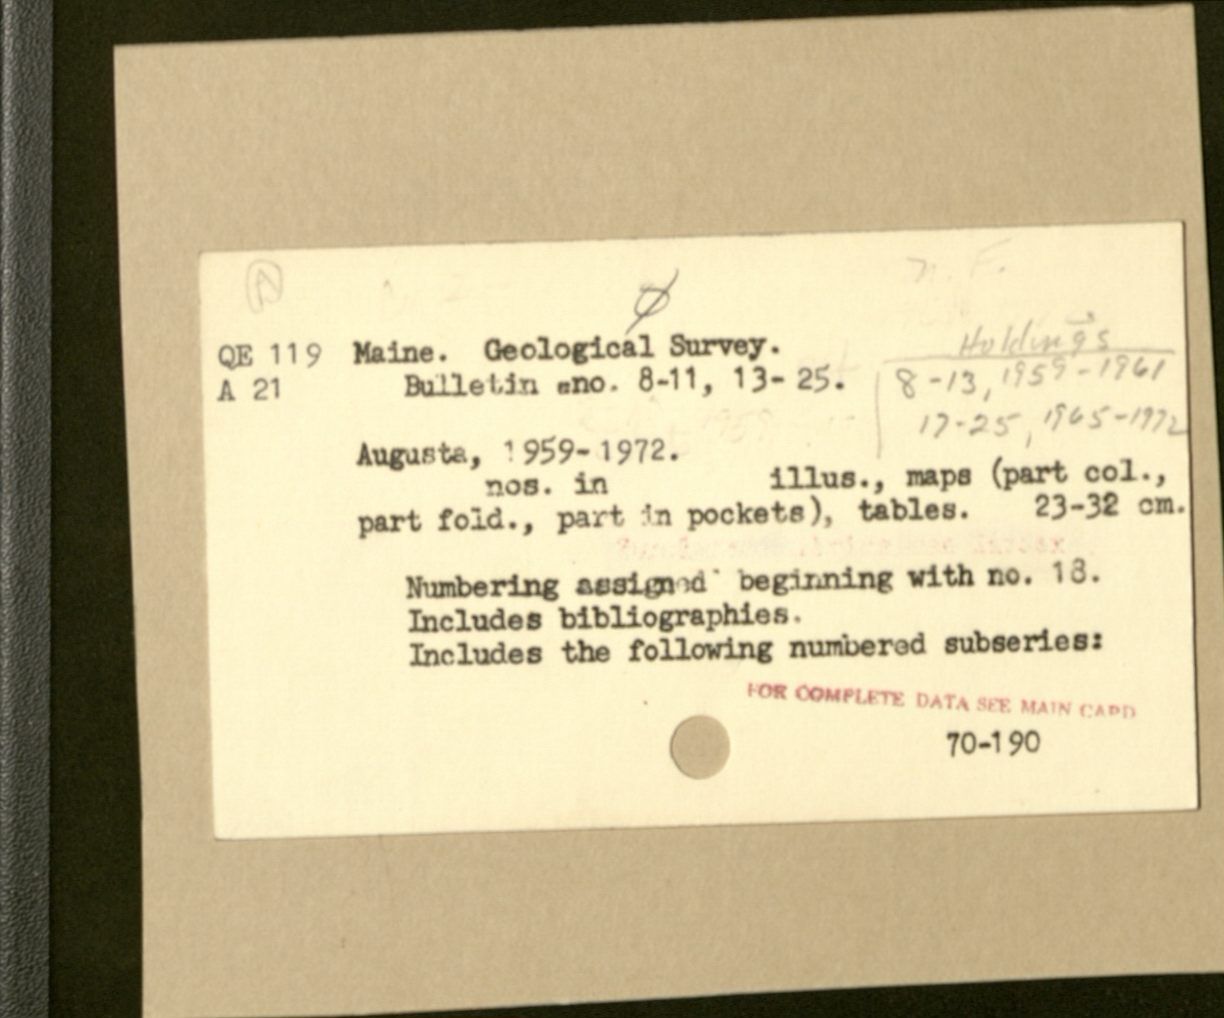 A
n. F.
QE 119 Maine. Geological Survey.
Holdings
A 21 Bulletin no. 8-11, 13-25.
8-13, 1959-1961
17-25, 1965-1972
Augusta, 1959-1972.
nos. in illus., maps (part col.,
part fold., part in pockets), tables. 23-32 cm.
Numbering assigned beginning with no. 18.
Includes bibliographies.
Includes the following numbered subseries:
FOR COMPLETE DATA SEE MAIN CARD
70-190